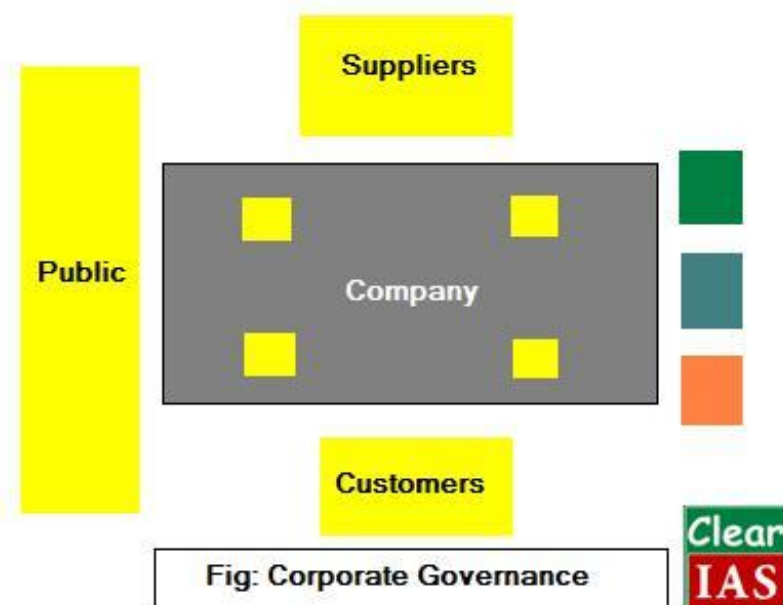 Suppliers
Public
Company
Customers
Fig: Corporate Governance
Clear
IAS